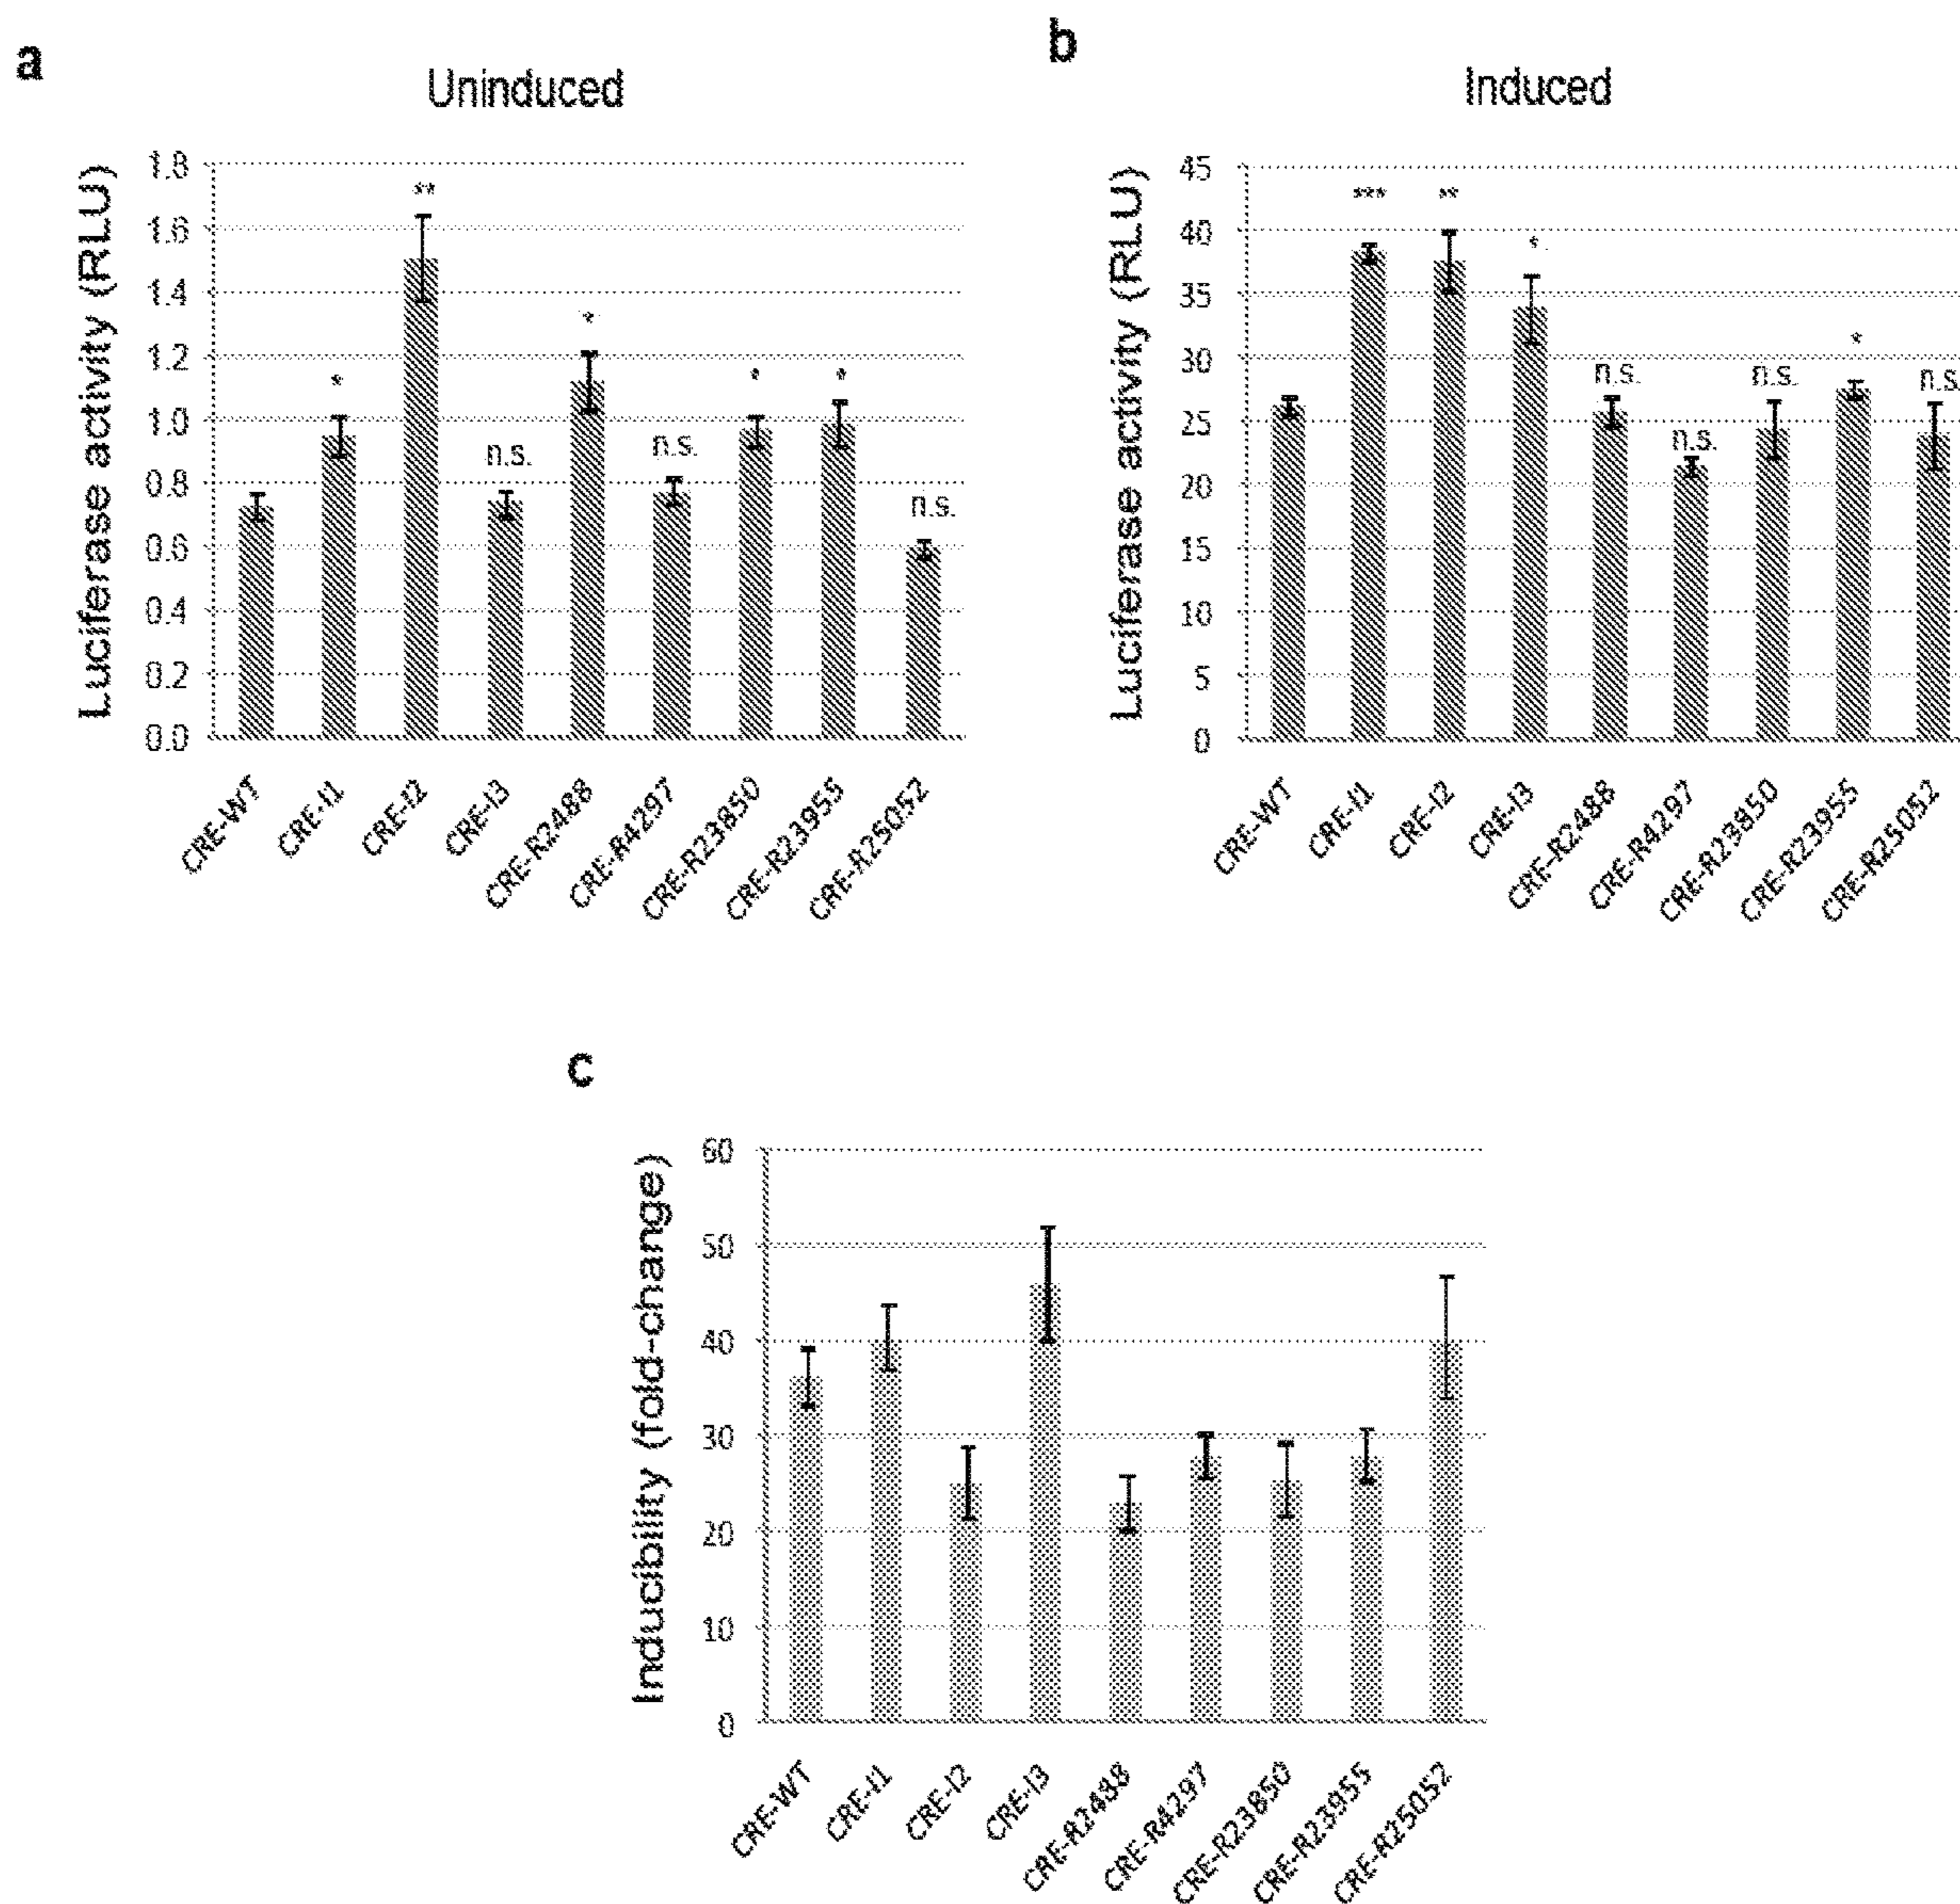 a
Uninduced
Luciferase activity (RLU)
1.8
1.6
1.4
1.2
1.0
0.8
0.6
0.4
0.2
0.0
*
**
n.s.
*
n.s.
*
*
n.s.
CRE-WT
CRE-I1
CRE-I2
CRE-I3
CRE-R2488
CRE-R4297
CRE-R23850
CRE-R23955
CRE-R25052
b
Induced
Luciferase activity (RLU)
45
40
35
30
25
20
15
10
5
0
***
**
*
n.s.
n.s.
n.s.
*
n.s.
CRE-WT
CRE-I1
CRE-I2
CRE-I3
CRE-R2488
CRE-R4297
CRE-R23850
CRE-R23955
CRE-R25052
c
Inducibility (fold-change)
60
50
40
30
20
10
0
CRE-WT
CRE-I1
CRE-I2
CRE-I3
CRE-R2488
CRE-R4297
CRE-R23850
CRE-R23955
CRE-R25052